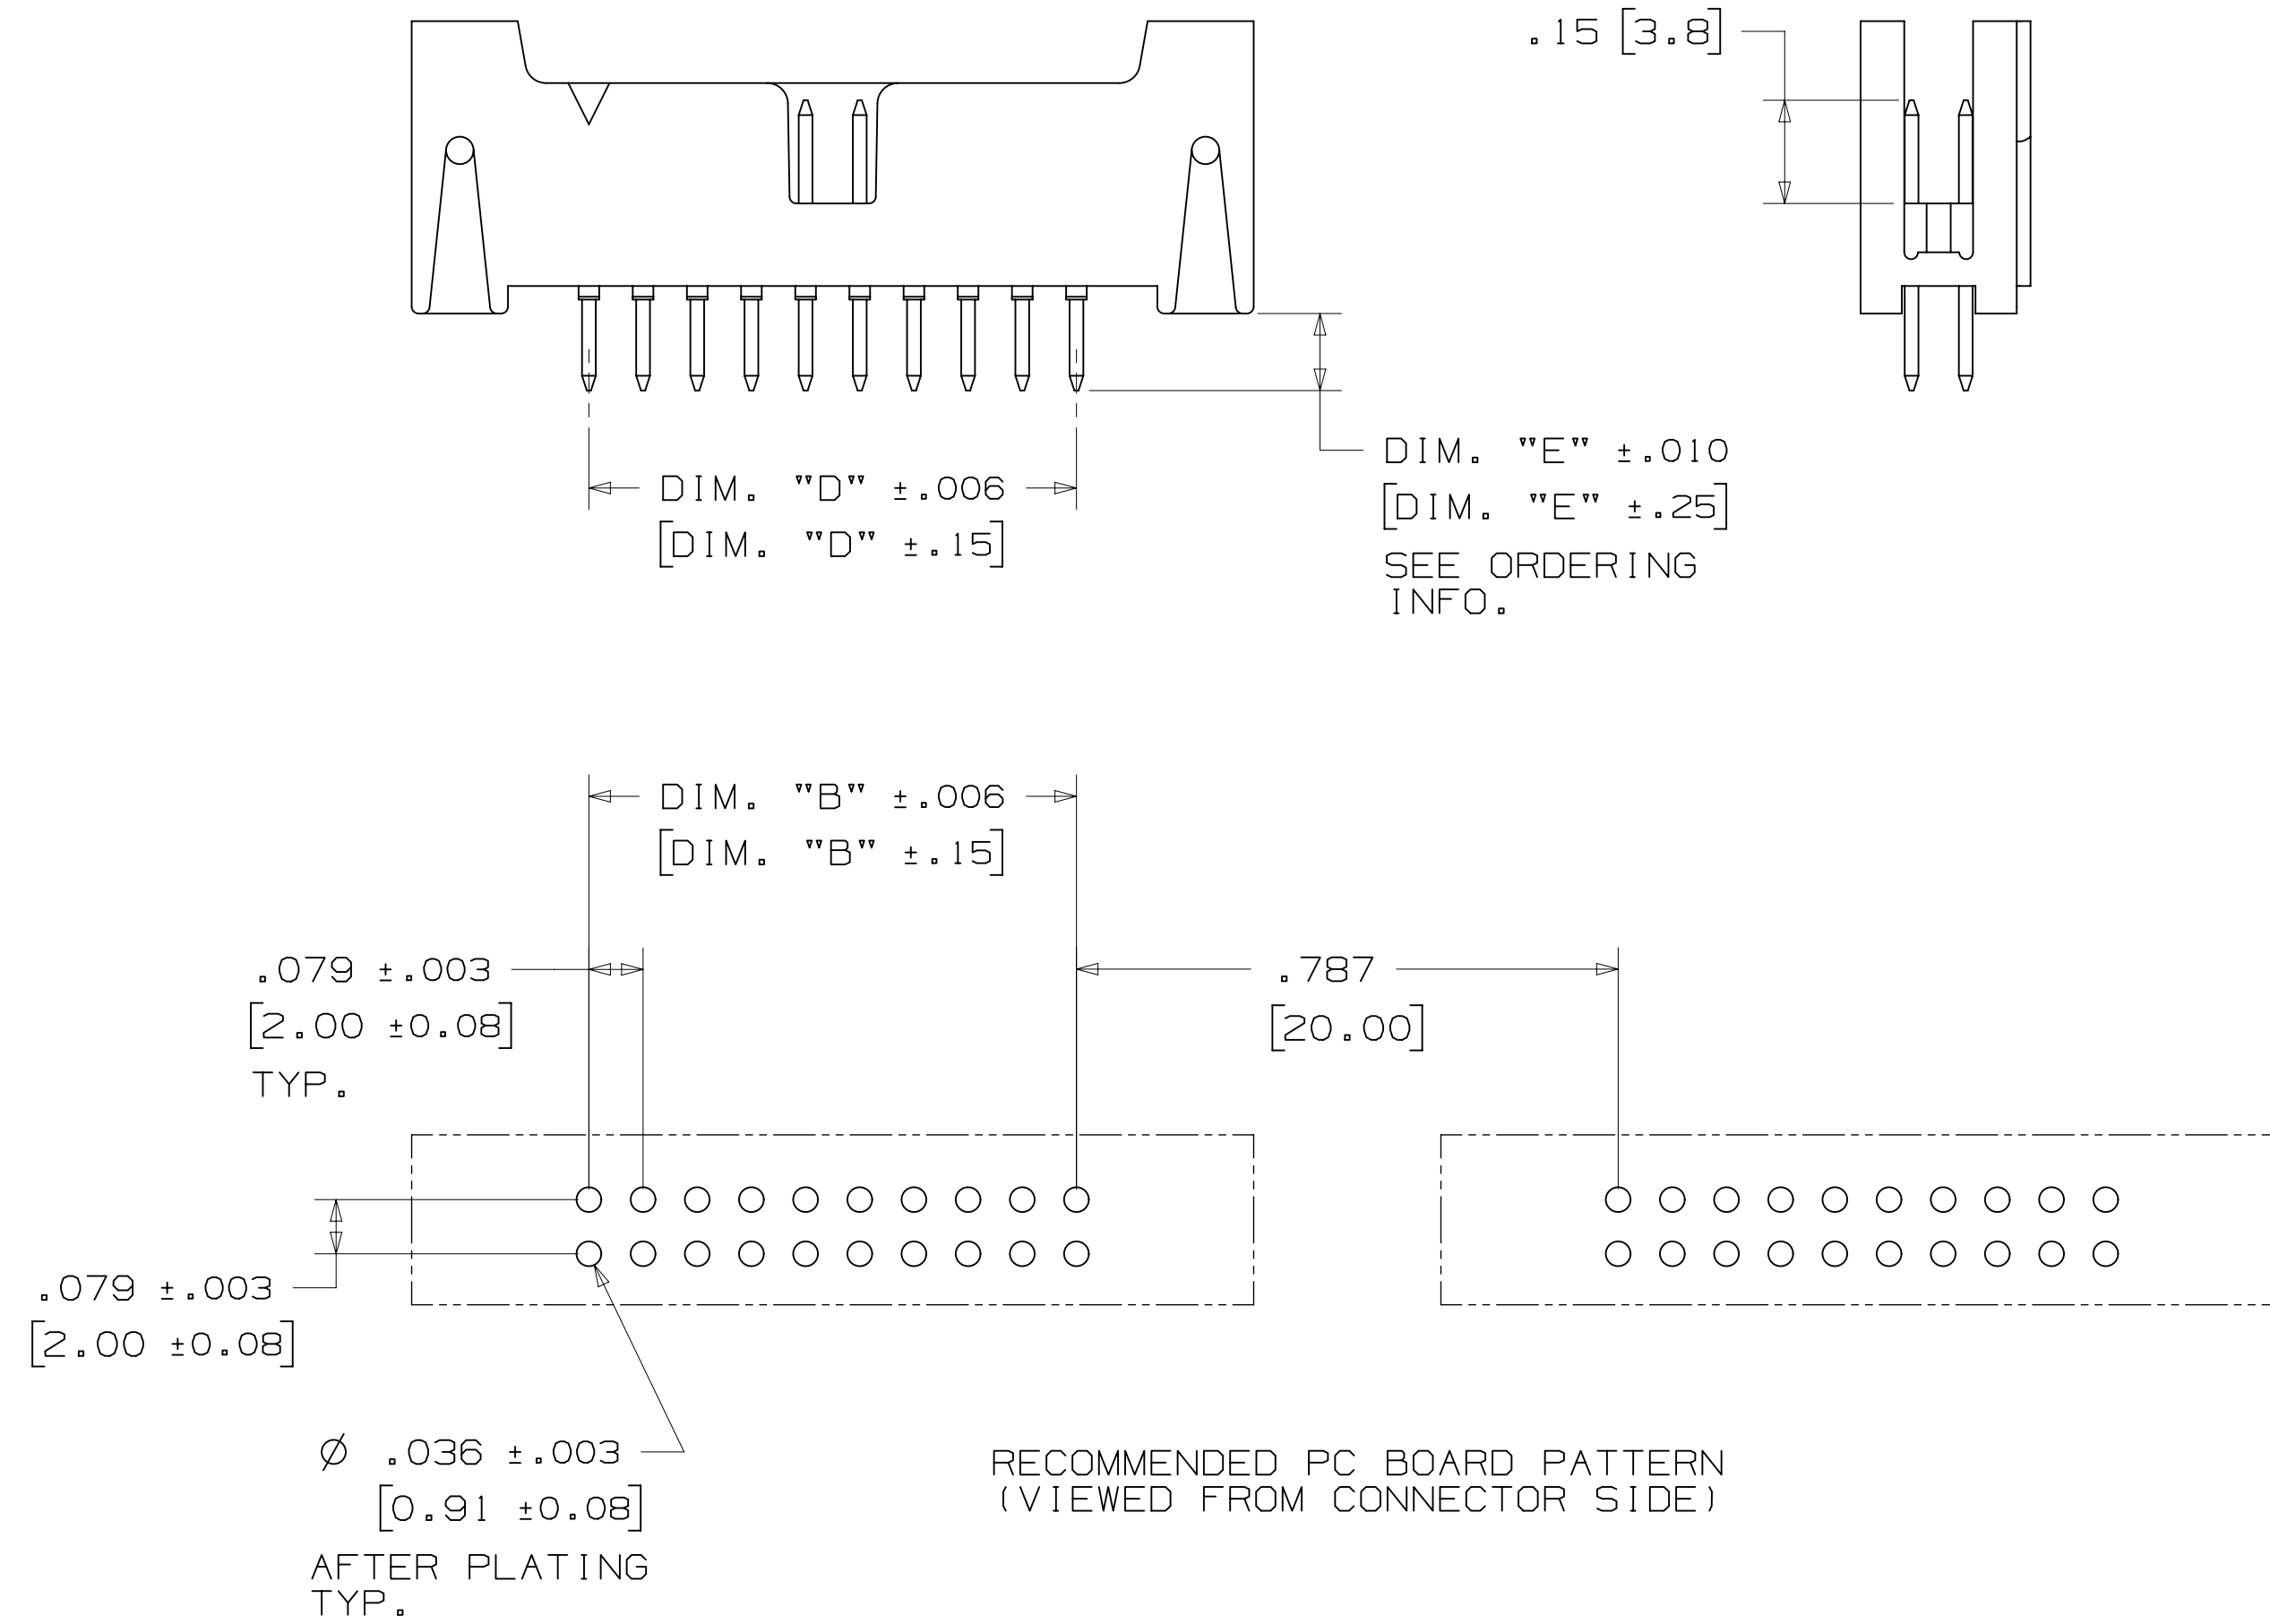 .15 [3.8]
DIM. "D" ±.006
[DIM. "D" ±.15]
DIM. "E" ±.010
[DIM. "E" ±.25]
SEE ORDERING
INFO.
DIM. "B" ±.006
[DIM. "B" ±.15]
.079 ±.003
[2.00 ±0.08]
TYP.
.787
[20.00]
.079 ±.003
[2.00 ±0.08]
Ø .036 ±.003
[0.91 ±0.08]
AFTER PLATING
TYP.
RECOMMENDED PC BOARD PATTERN
(VIEWED FROM CONNECTOR SIDE)